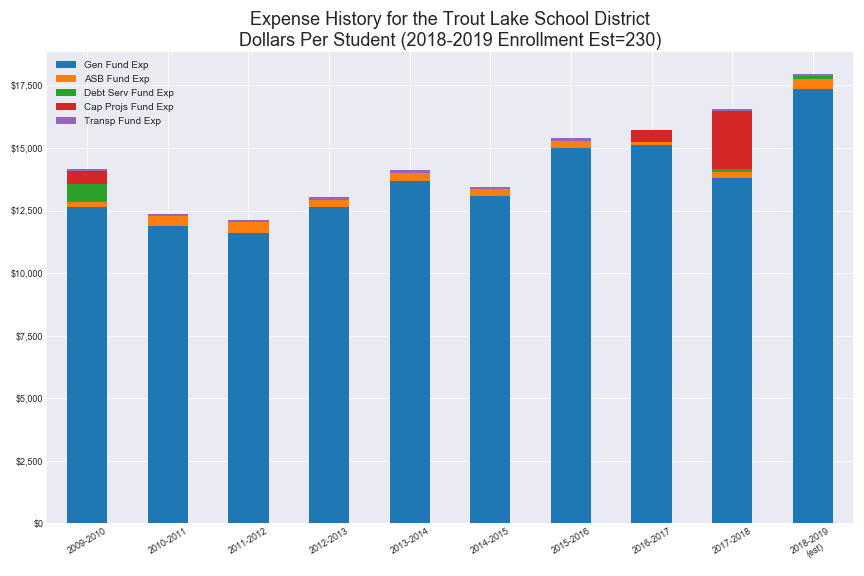 Expense History for the Trout Lake School District
Dollars Per Student (2018-2019 Enrollment Est=230)
Gen Fund Exp
ASB Fund Exp
Debt Serv Fund Exp
Cap Projs Fund Exp
Transp Fund Exp
$17,500
$15,000
$12,500
$10,000
$7,500
$5,000
$2,500
$0
2009-2010
2010-2011
2011-2012
2012-2013
2013-2014
2014-2015
2015-2016
2016-2017
2017-2018
2018-2019
(est)